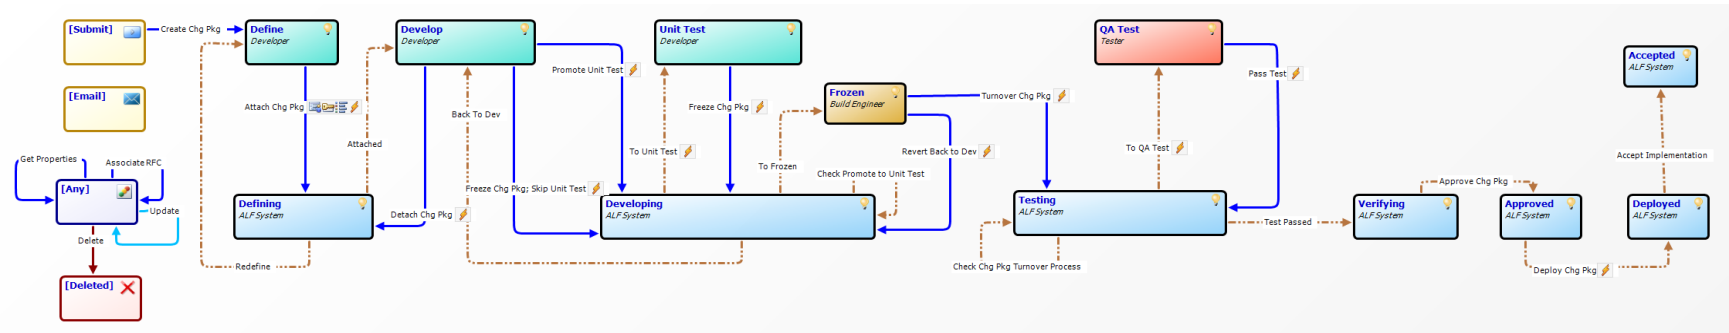 [Submit]
Create Chg Pkg
Define
Developer
Develop
Developer
Unit Test
Developer
QA Test
Tester
Accepted
ALF System
Promote Unit Test
Pass Test
[Email]
Frozen
Build Engineer
Turnover Chg Pkg
Attach Chg Pkg
Back To Dev
Freeze Chg Pkg
Attached
To Unit Test
To Frozen
Revert Back to Dev
To QA Test
Accept Implementation
Get Properties
Associate RFC
Check Promote to Unit Test
Approve Chg Pkg
[Any]
Freeze Chg Pkg; Skip Unit Test
Defining
ALF System
Developing
ALF System
Testing
ALF System
Verifying
ALF System
Approved
ALF System
Deployed
ALF System
Update
Detach Chg Pkg
Test Passed
Delete
Redefine
Check Chg Pkg Turnover Process
Deploy Chg Pkg
[Deleted]